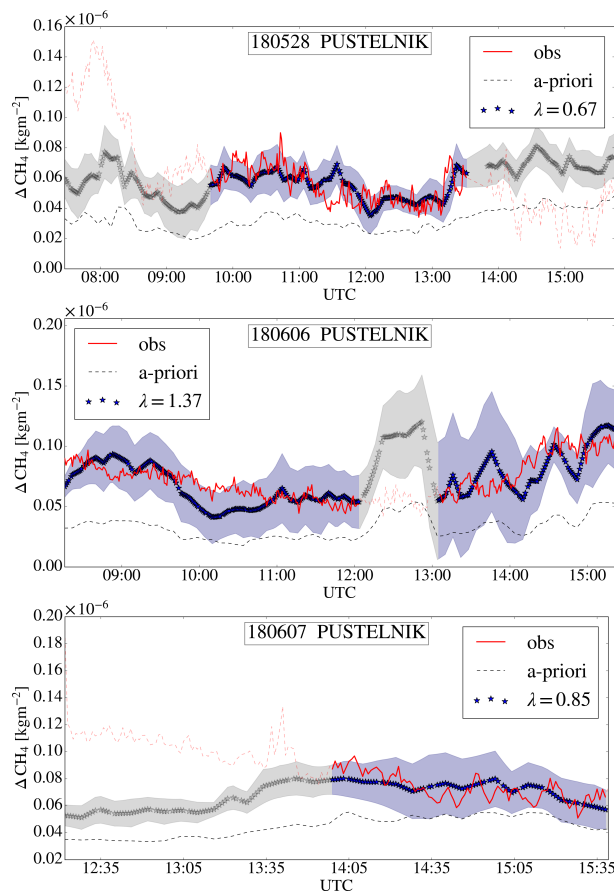 ×10⁻⁶
0.16
180528 PUSTELNIK
0.14
obs
0.12
a-priori
0.10
λ=0.67
0.08
0.06
0.04
0.02
0.00
Δ CH₄ [kgm⁻²]
08:00 09:00 10:00 11:00 12:00 13:00 14:00 15:00
UTC
×10⁻⁶
0.20
180606 PUSTELNIK
obs
a-priori
0.15
λ=1.37
0.10
0.05
0.00
Δ CH₄ [kgm⁻²]
09:00 10:00 11:00 12:00 13:00 14:00 15:00
UTC
×10⁻⁶
0.20
180607 PUSTELNIK
0.18
obs
0.16
a-priori
0.14
λ=0.85
0.12
0.10
0.08
0.06
0.04
0.02
Δ CH₄ [kgm⁻²]
12:35 13:05 13:35 14:05 14:35 15:05 15:35
UTC